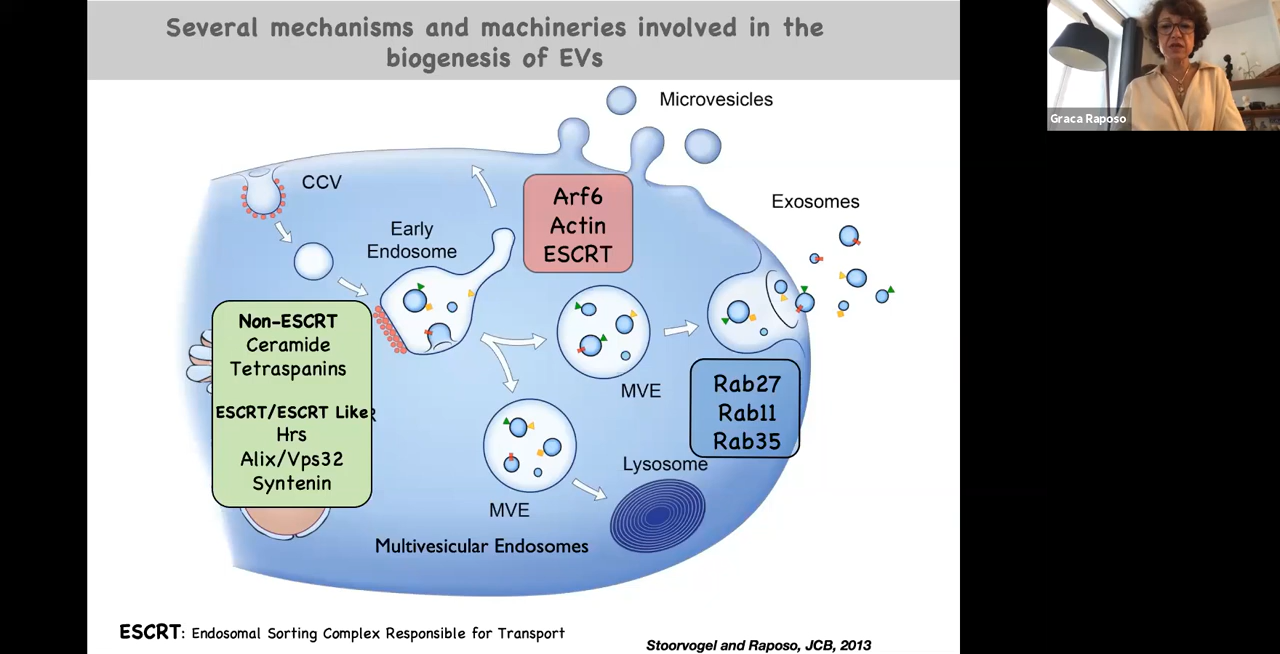 Several mechanisms and machineries involved in the
biogenesis of EVs
Graca Raposo
Microvesicles
CCV
Arf6
Actin
ESCRT
Exosomes
Early
Endosome
Non-ESCRT
Ceramide
Tetraspanins
ESCRT/ESCRT Like
Hrs
Alix/Vps32
Syntenin
MVE
Rab27
Rab11
Rab35
Lysosome
MVE
Multivesicular Endosomes
ESCRT: Endosomal Sorting Complex Responsible for Transport
Stoorvogel and Raposo, JCB, 2013